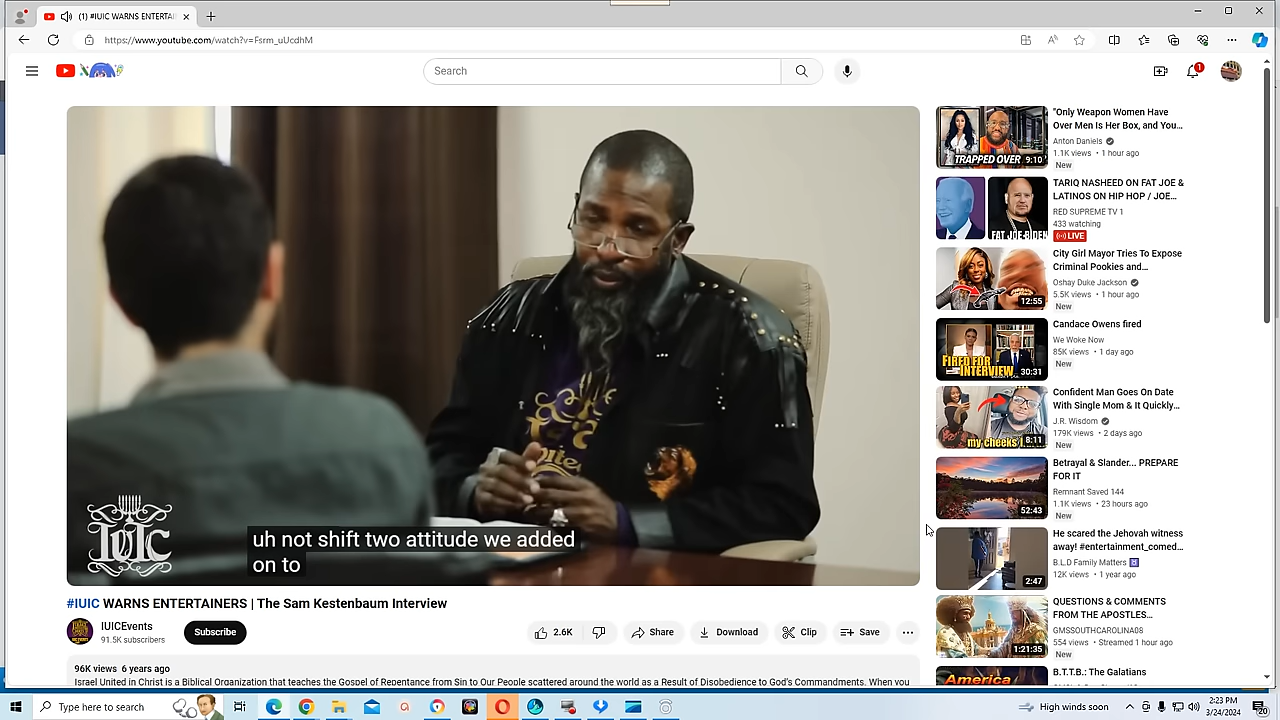 (1) #IUIC WARNS ENTERTAI
https://www.youtube.com/watch?v=Fsrm_uUcdhM
Search
1
IUIC
uh not shift two attitude we added
on to
#IUIC WARNS ENTERTAINERS | The Sam Kestenbaum Interview
IUICEvents
91.5K subscribers
Subscribe
2.6K
Share
Download
Clip
Save
96K views 6 years ago
Israel United in Christ is a Biblical Organization that teaches the Gospel of Repentance from Sin to Our People scattered around the world as a Result of Disobedience to God's Commandments. When you
TRAPPED OVER
9:10
"Only Weapon Women Have
Over Men Is Her Box, and You...
Anton Daniels
1.1K views • 1 hour ago
New
FAT JOE BIDEN
TARIQ NASHEED ON FAT JOE &
LATINOS ON HIP HOP / JOE...
RED SUPREME TV 1
433 watching
LIVE
12:55
City Girl Mayor Tries To Expose
Criminal Pookies and...
Oshay Duke Jackson
5.5K views • 1 hour ago
New
FIRED FOR
INTERVIEW
30:31
Candace Owens fired
We Woke Now
85K views • 1 day ago
New
my cheeks
8:11
Confident Man Goes On Date
With Single Mom & It Quickly...
J.R. Wisdom
179K views • 2 days ago
New
52:43
Betrayal & Slander... PREPARE
FOR IT
Remnant Saved 144
1.1K views • 23 hours ago
New
2:47
He scared the Jehovah witness
away! #entertainment_comed...
B.L.D Family Matters
12K views • 1 year ago
1:21:35
QUESTIONS & COMMENTS
FROM THE APOSTLES...
GMSSOUTHCAROLINA08
554 views • Streamed 1 hour ago
New
America
B.T.T.B.: The Galatians
Type here to search
High winds soon
2:23 PM
3/24/2024
20